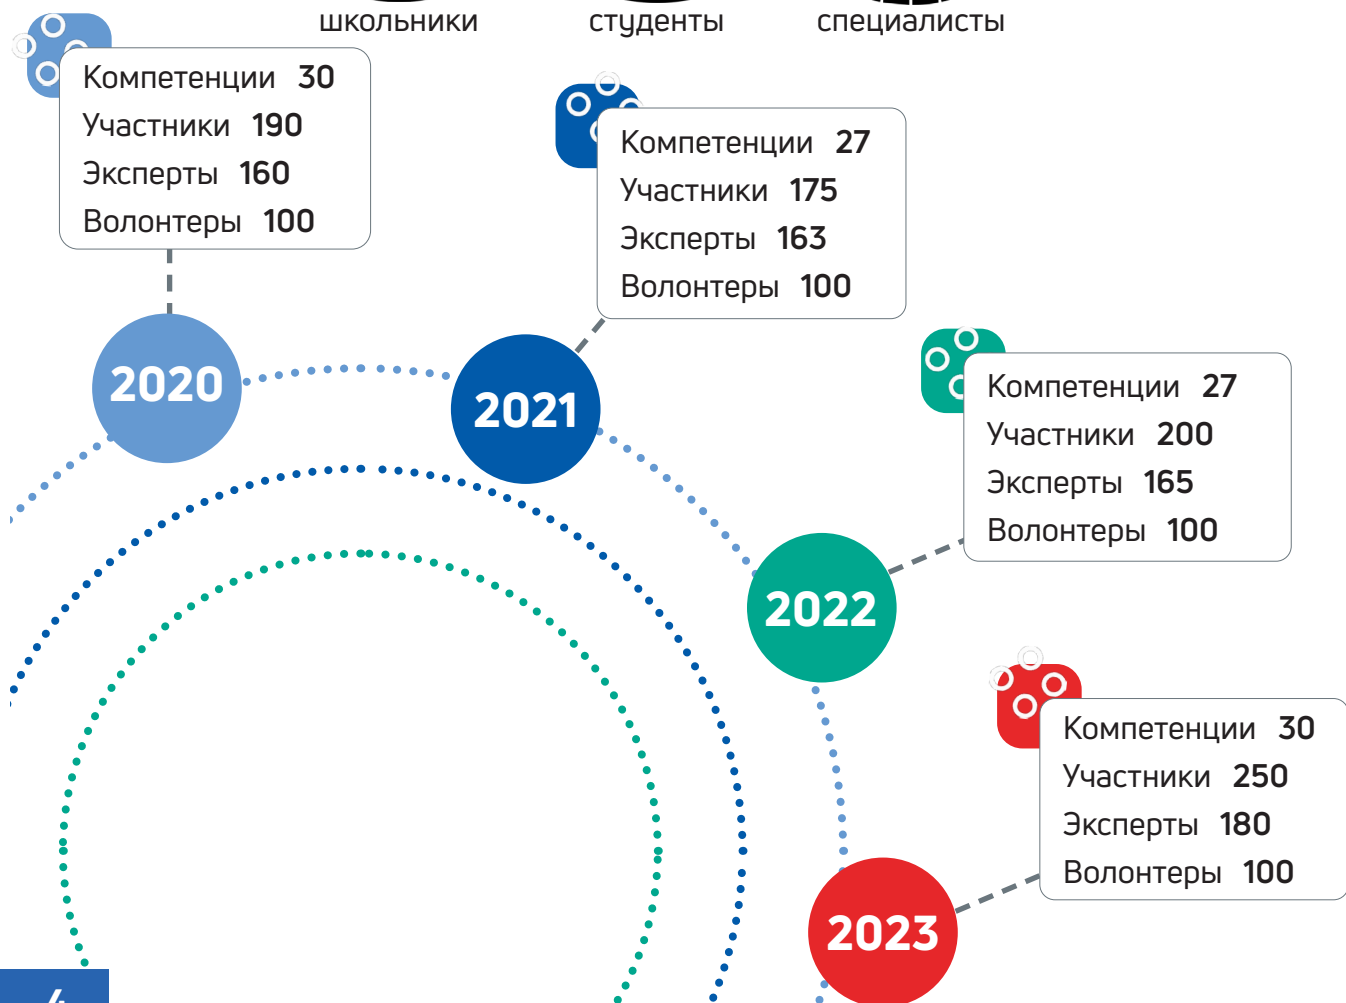 школьники
студенты
специалисты
Компетенции 30
Участники 190
Эксперты 160
Волонтеры 100
2020
Компетенции 27
Участники 175
Эксперты 163
Волонтеры 100
2021
Компетенции 27
Участники 200
Эксперты 165
Волонтеры 100
2022
Компетенции 30
Участники 250
Эксперты 180
Волонтеры 100
2023
4